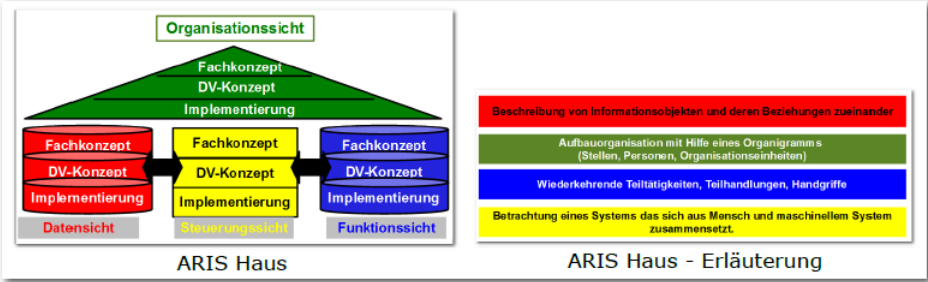 Organisationssicht
Fachkonzept
DV-Konzept
Implementierung
Fachkonzept
DV-Konzept
Implementierung
Datensicht
Fachkonzept
DV-Konzept
Implementierung
Steuerungssicht
Fachkonzept
DV-Konzept
Implementierung
Funktionssicht
ARIS Haus
Beschreibung von Informationsobjekten und deren Beziehungen zueinander
Aufbauorganisation mit Hilfe eines Organigramms
(Stellen, Personen, Organisationseinheiten)
Wiederkehrende Teiltätigkeiten, Teilhandlungen, Handgriffe
Betrachtung eines Systems das sich aus Mensch und maschinellem System
zusammensetzt.
ARIS Haus - Erläuterung